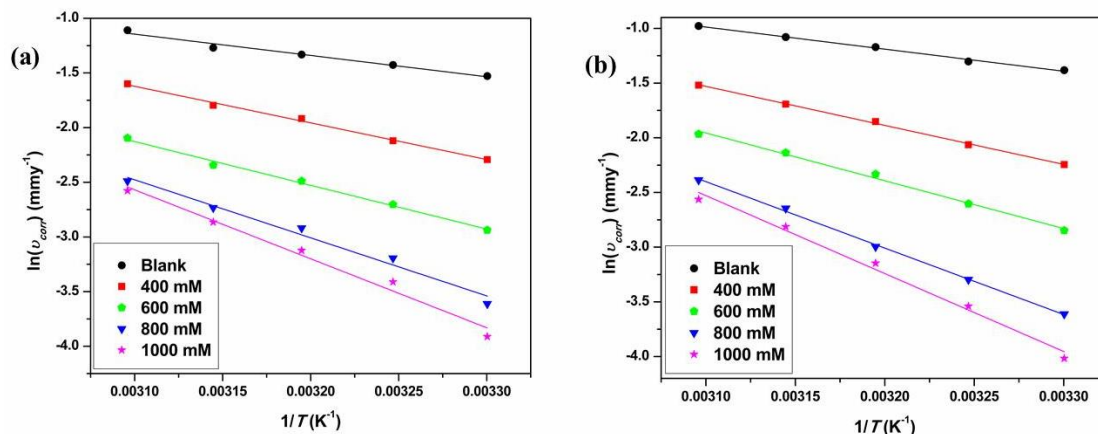 (a)
-1.0
-1.5
-2.0
-2.5
-3.0
-3.5
-4.0
ln(υcorr) (mmy-1)
Blank
400 mM
600 mM
800 mM
1000 mM
0.00310 0.00315 0.00320 0.00325 0.00330
1/T (K-1)
(b)
-1.0
-1.5
-2.0
-2.5
-3.0
-3.5
-4.0
ln(υcorr) (mmy-1)
Blank
400 mM
600 mM
800 mM
1000 mM
0.00310 0.00315 0.00320 0.00325 0.00330
1/T (K-1)